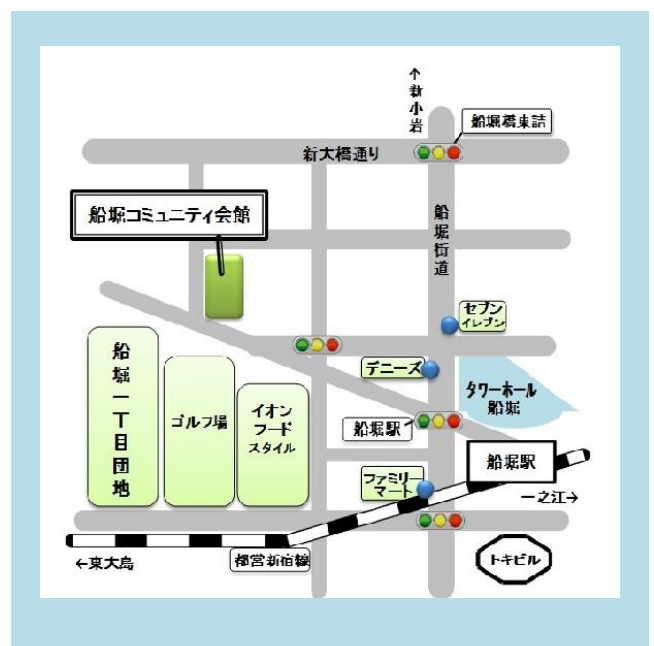 ↑新小岩
船堀橋東詰
新大橋通り
船堀コミュニティ会館
船堀街道
セブン
イレブン
船堀一丁目団地
デニーズ
ゴルフ場
イオン
フード
スタイル
タワーホール
船堀
船堀駅
船堀駅
ファミリー
マート
一之江→
←東大島
都営新宿線
トキビル